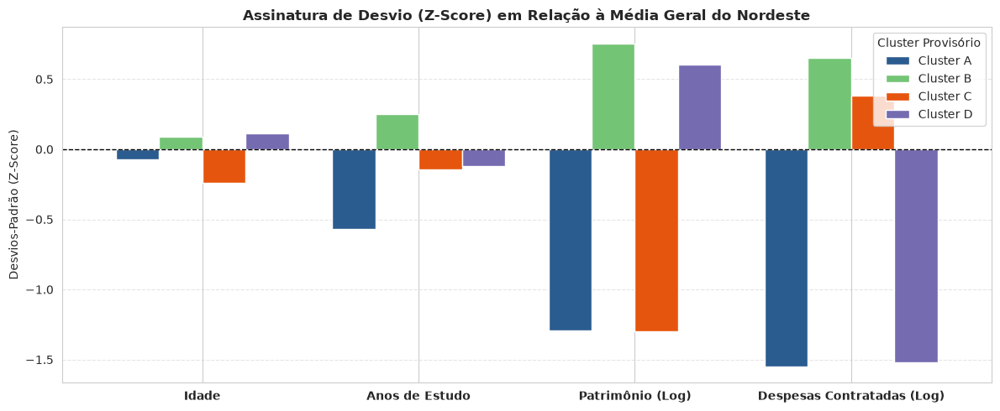 Assinatura de Desvio (Z-Score) em Relação à Média Geral do Nordeste
Desvios-Padrão (Z-Score)
0.5
0.0
−0.5
−1.0
−1.5
Cluster Provisório
Cluster A
Cluster B
Cluster C
Cluster D
Idade
Anos de Estudo
Patrimônio (Log)
Despesas Contratadas (Log)